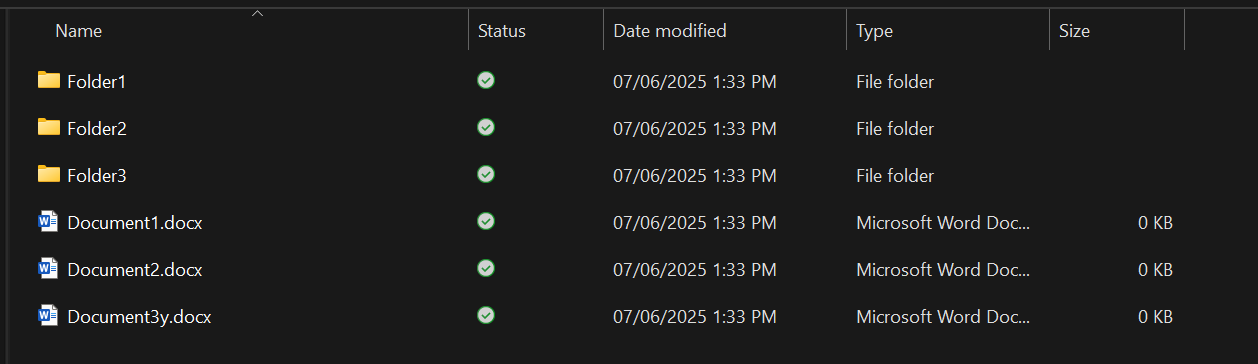 Name Status Date modified Type Size
Folder1 07/06/2025 1:33 PM File folder
Folder2 07/06/2025 1:33 PM File folder
Folder3 07/06/2025 1:33 PM File folder
Document1.docx 07/06/2025 1:33 PM Microsoft Word Doc... 0 KB
Document2.docx 07/06/2025 1:33 PM Microsoft Word Doc... 0 KB
Document3y.docx 07/06/2025 1:33 PM Microsoft Word Doc... 0 KB